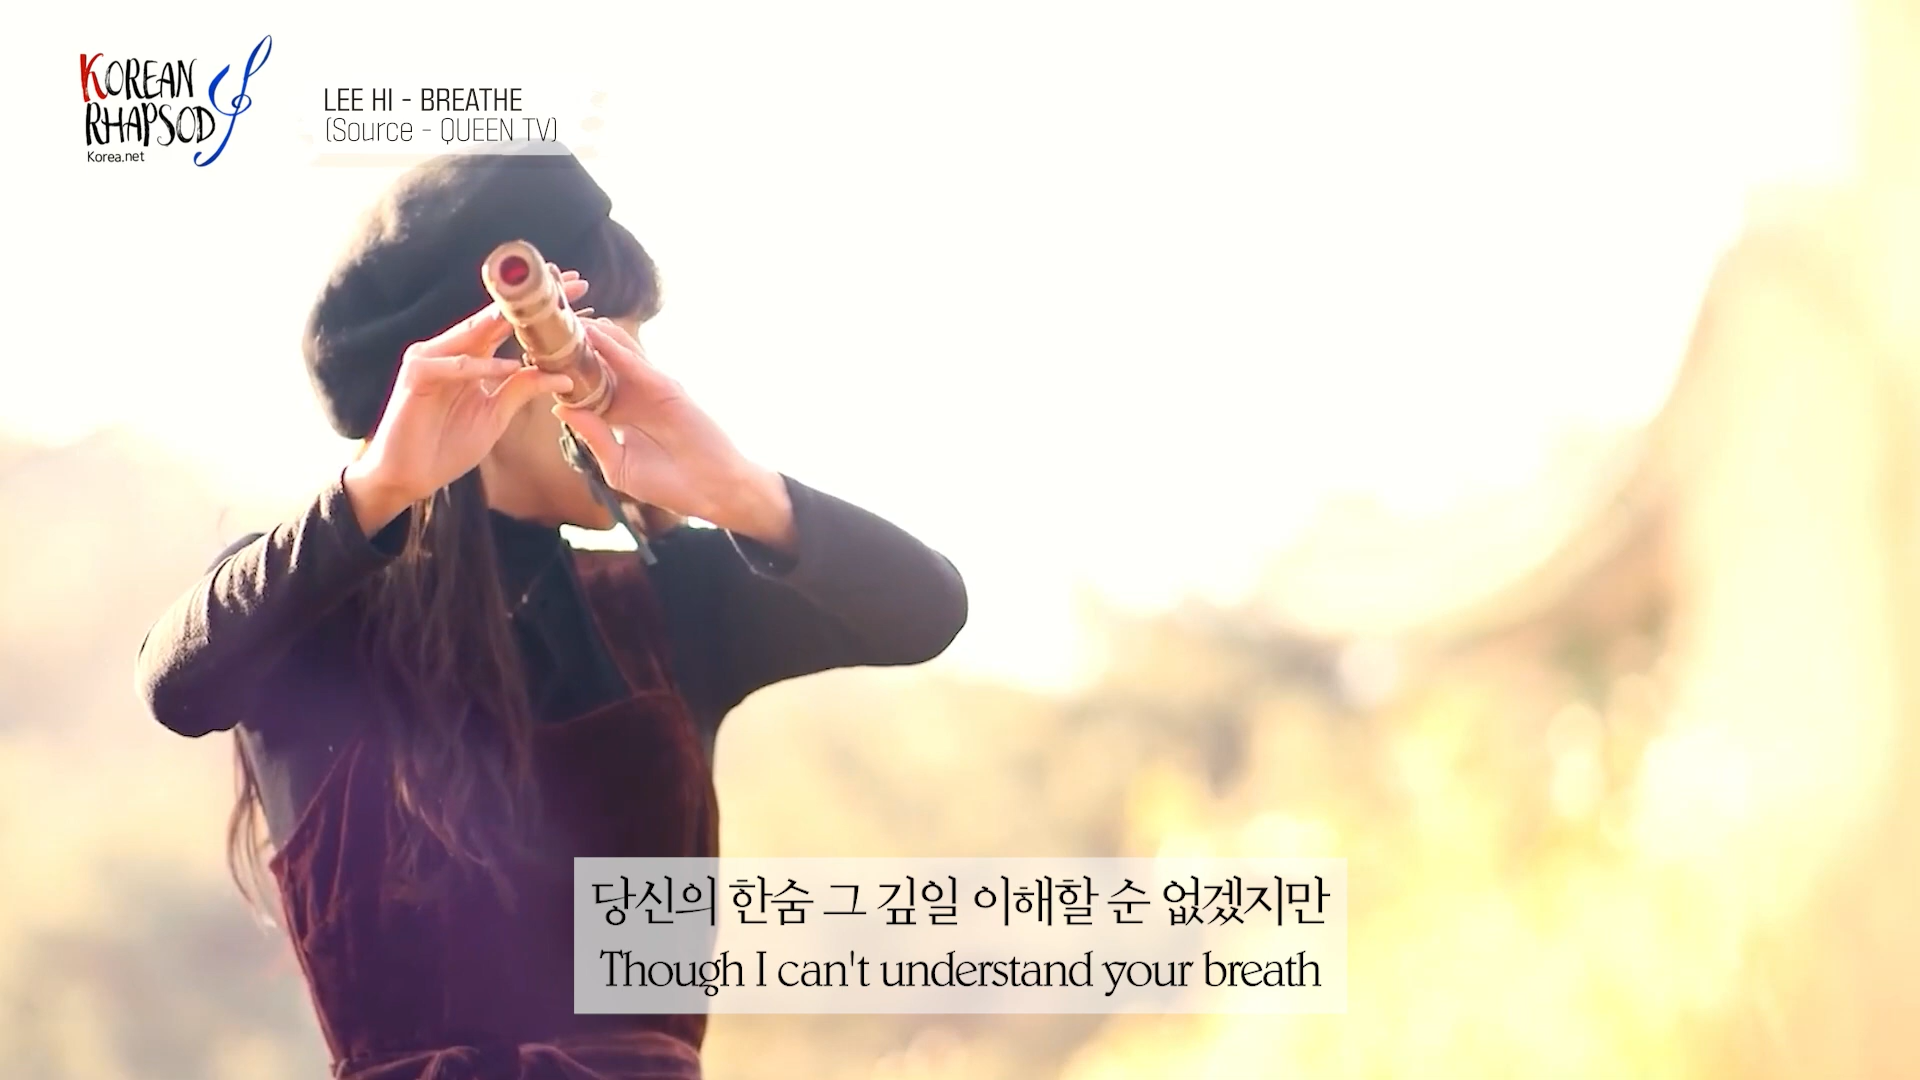 KOREAN
RHAPSODY
Korea.net
LEE HI - BREATHE
(Source - QUEEN TV)
당신의 한숨 그 깊일 이해할 순 없겠지만
Though I can't understand your breath